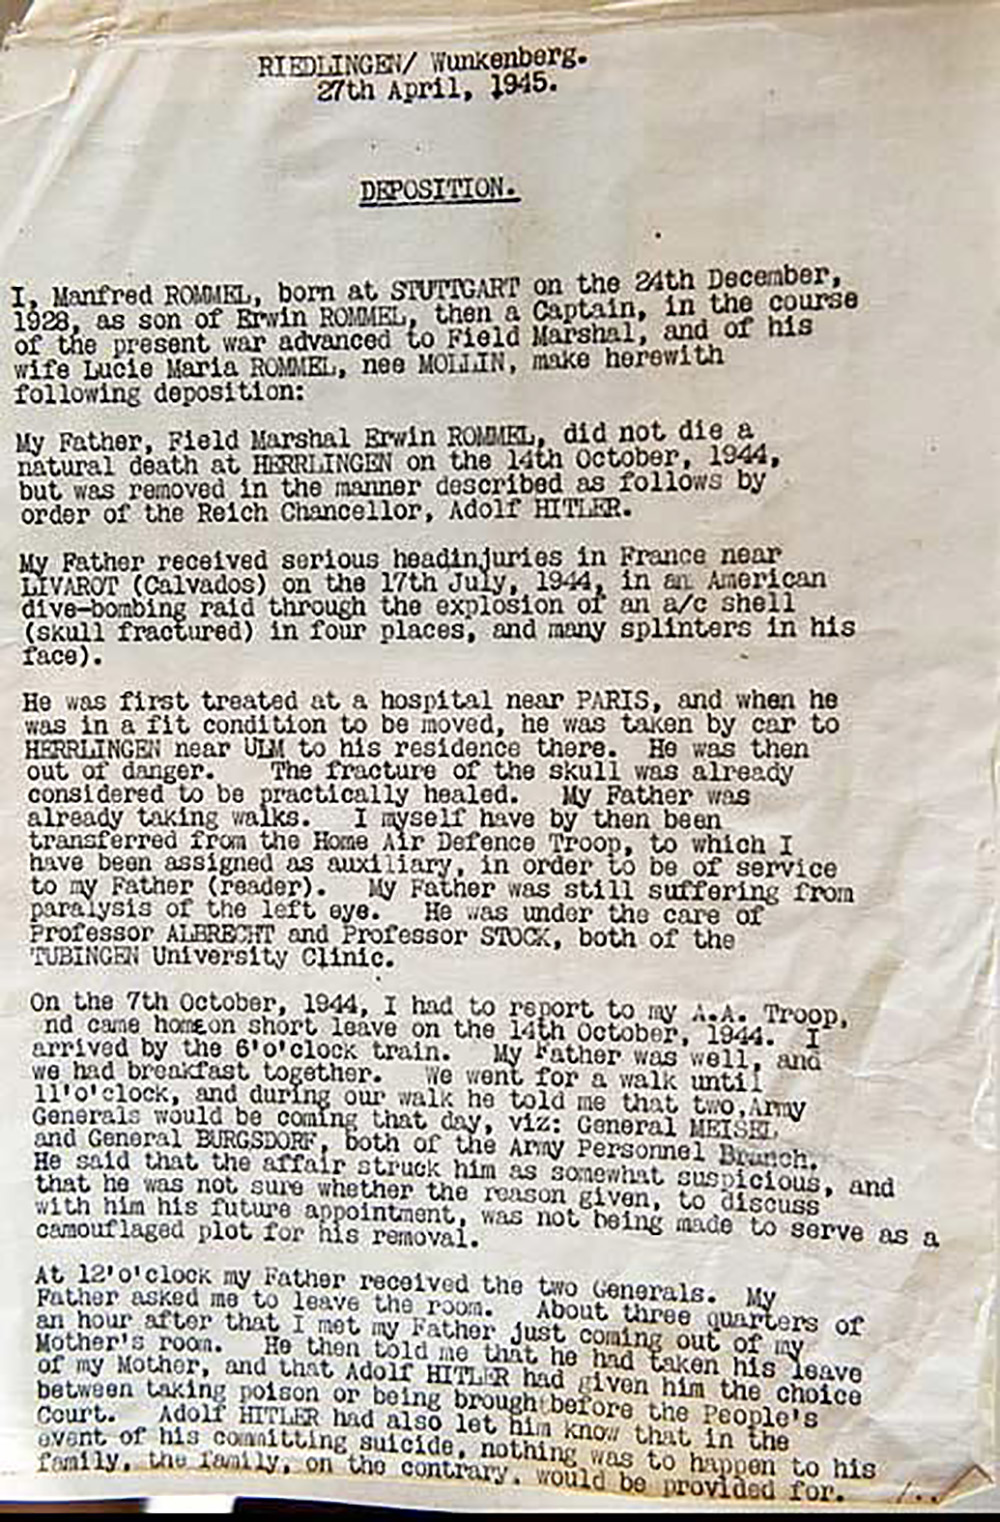 RIEDLINGEN/ Wunkenberg.
27th April, 1945.
DEPOSITION.
I, Manfred ROMMEL, born at STUTTGART on the 24th December,
1928, as son of Erwin ROMMEL, then a Captain, in the course
of the present war advanced to Field Marshal, and of his
wife Lucie Maria ROMMEL, nee MOLLIN, make herewith
following deposition:
My Father, Field Marshal Erwin ROMMEL, did not die a
natural death at HERRLINGEN on the 14th October, 1944,
but was removed in the manner described as follows by
order of the Reich Chancellor, Adolf HITLER.
My Father received serious headinjuries in France near
LIVAROT (Calvados) on the 17th July, 1944, in an American
dive-bombing raid through the explosion of an a/c shell
(skull fractured) in four places, and many splinters in his
face).
He was first treated at a hospital near PARIS, and when he
was in a fit condition to be moved, he was taken by car to
HERRLINGEN near ULM to his residence there. He was then
out of danger. The fracture of the skull was already
considered to be practically healed. My Father was
already taking walks. I myself have by then been
transferred from the Home Air Defence Troop, to which I
have been assigned as auxiliary, in order to be of service
to my Father (reader). My Father was still suffering from
paralysis of the left eye. He was under the care of
Professor ALBRECHT and Professor STOCK, both of the
TUBINGEN University Clinic.
On the 7th October, 1944, I had to report to my A.A. Troop,
nd came home on short leave on the 14th October, 1944. I
arrived by the 6'o'clock train. My Father was well, and
we had breakfast together. We went for a walk until
11'o'clock, and during our walk he told me that two Army
Generals would be coming that day, viz: General MEISEL
and General BURGSDORF, both of the Army Personnel Branch.
He said that the affair struck him as somewhat suspicious, and
that he was not sure whether the reason given, to discuss
with him his future appointment, was not being made to serve as a
camouflaged plot for his removal.
At 12'o'clock my Father received the two Generals. My
Father asked me to leave the room. About three quarters of
an hour after that I met my Father just coming out of my
Mother's room. He then told me that he had taken his leave
of my Mother, and that Adolf HITLER had given him the choice
between taking poison or being brought before the People's
Court. Adolf HITLER had also let him know that in the
event of his committing suicide, nothing was to happen to his
family, the family, on the contrary, would be provided for.
/..